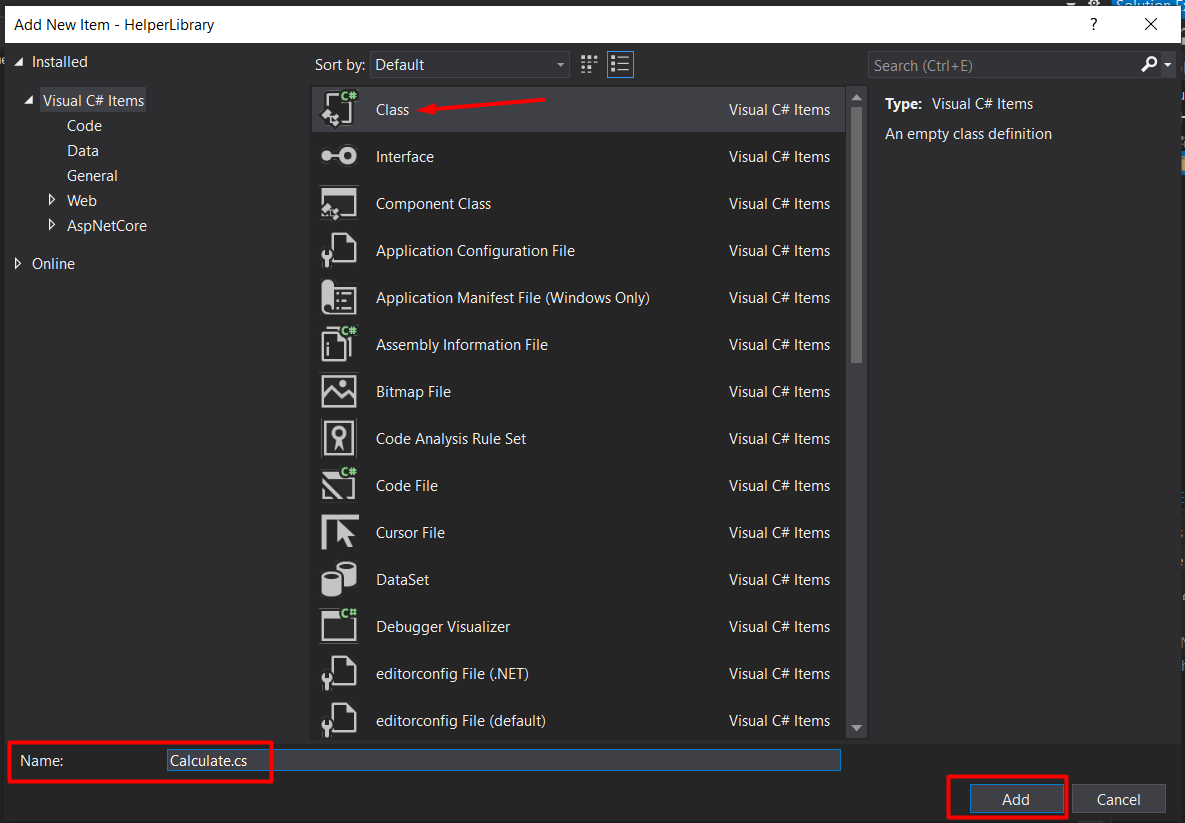 Add New Item - HelperLibrary
?
Solution E
Installed
Visual C# Items
Code
Data
General
Web
AspNetCore
Online
Sort by: Default
Search (Ctrl+E)
C# Class Visual C# Items
Interface Visual C# Items
Component Class Visual C# Items
Application Configuration File Visual C# Items
Application Manifest File (Windows Only) Visual C# Items
C# Assembly Information File Visual C# Items
Bitmap File Visual C# Items
Code Analysis Rule Set Visual C# Items
C# Code File Visual C# Items
Cursor File Visual C# Items
DataSet Visual C# Items
C# Debugger Visualizer Visual C# Items
editorconfig File (.NET) Visual C# Items
editorconfig File (default) Visual C# Items
Type: Visual C# Items
An empty class definition
Name: Calculate.cs
Add Cancel